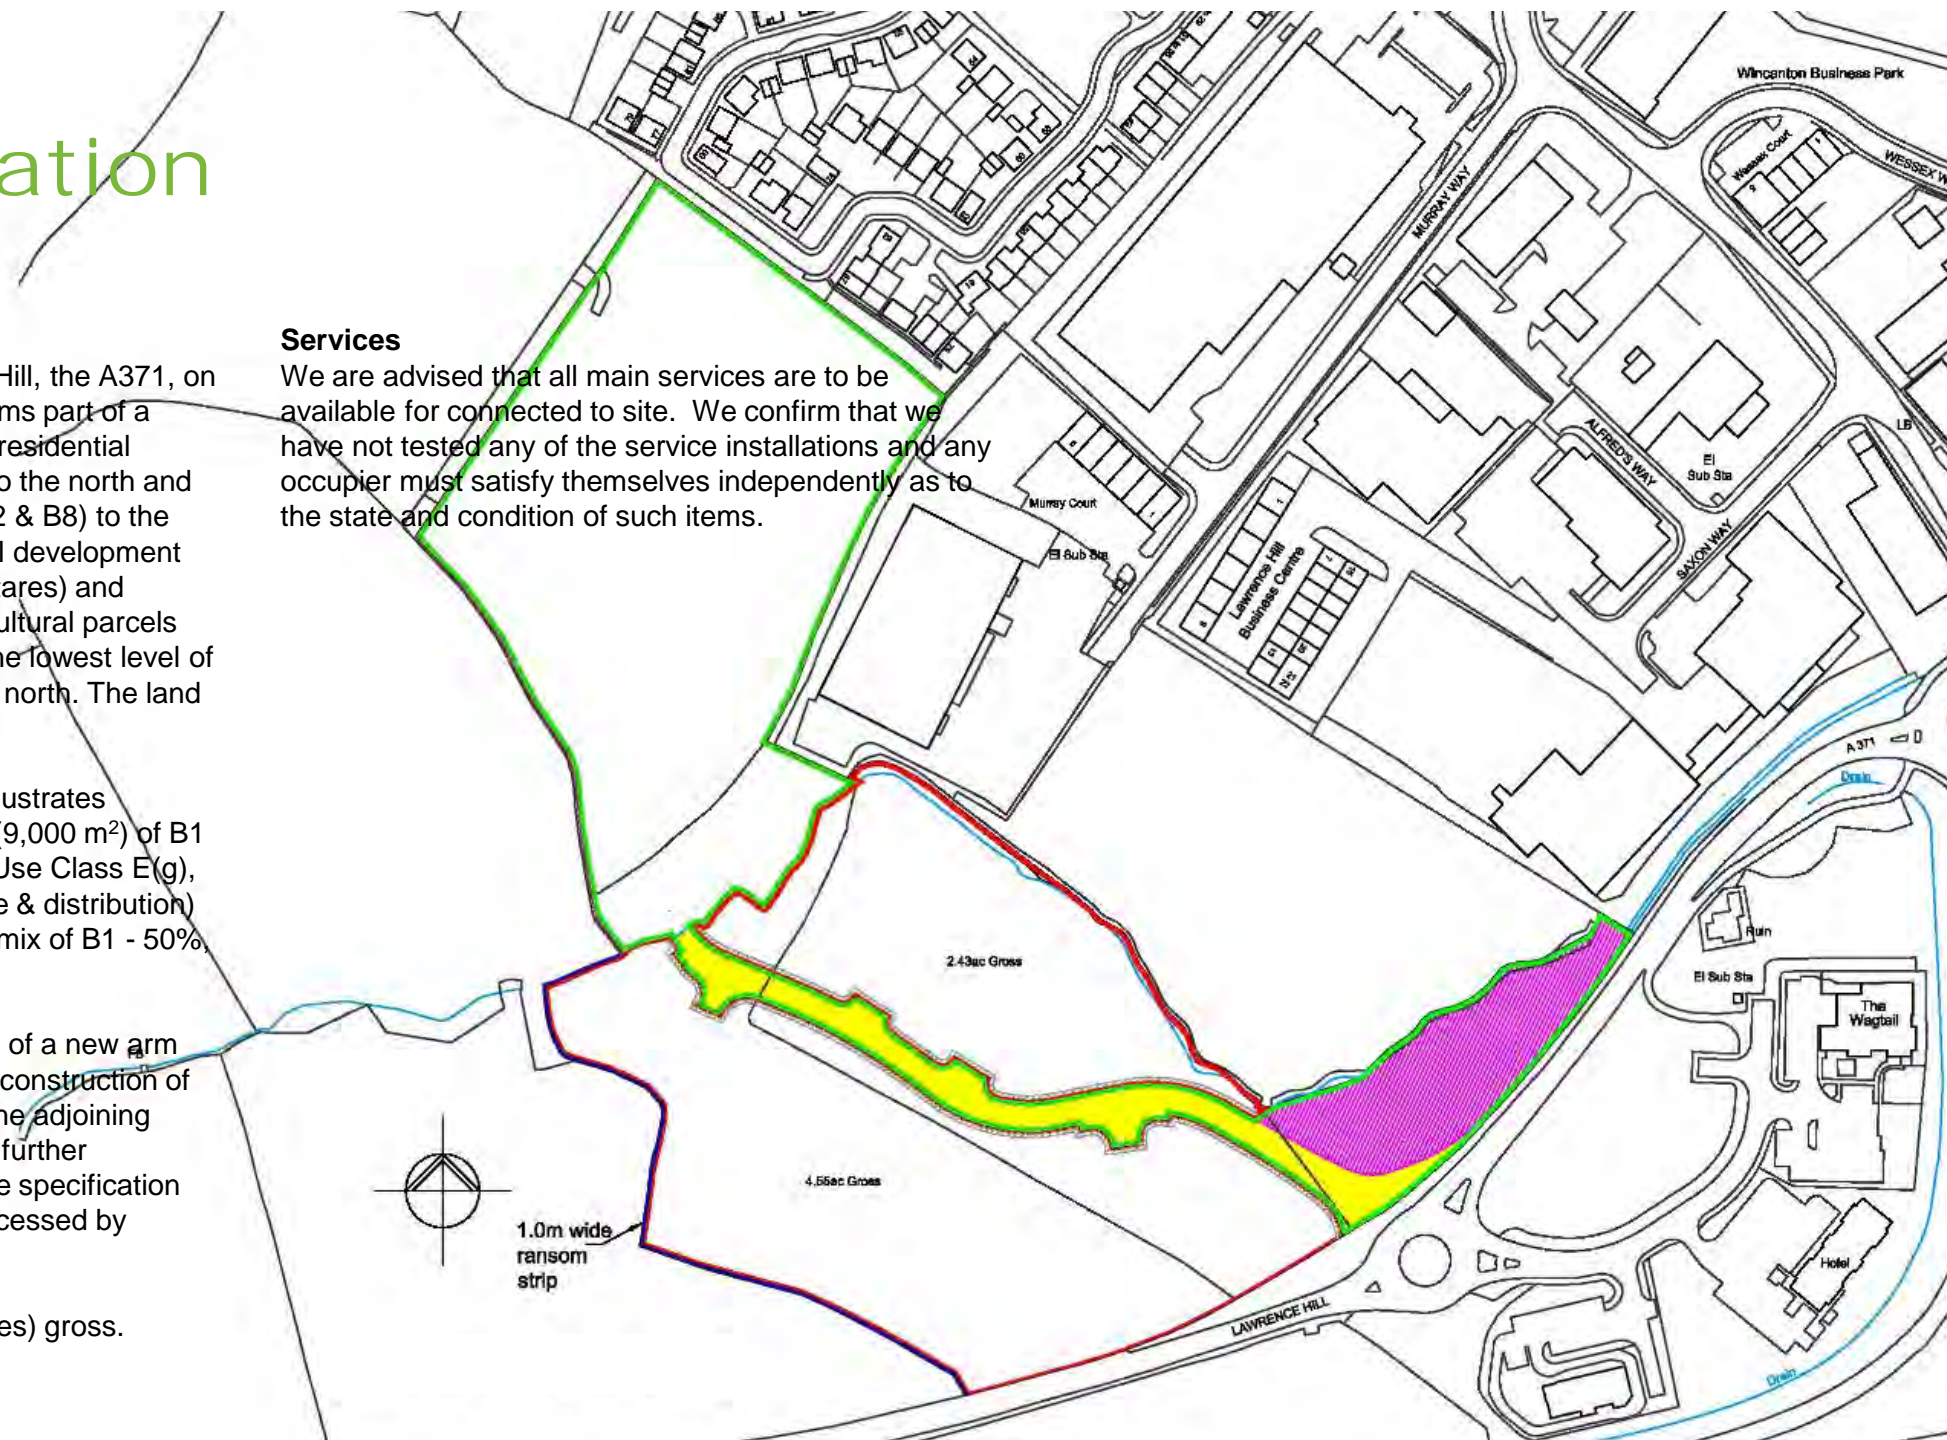 ation
Hill, the A371, on
ms part of a
residential
o the north and
2 & B8) to the
l development
tares) and
ultural parcels
he lowest level of
north. The land
ustrates
(9,000 m²) of B1
Use Class E(g),
e & distribution)
mix of B1 - 50%,
of a new arm
construction of
he adjoining
further
e specification
cessed by
es) gross.
Services
We are advised that all main services are to be
available for connected to site. We confirm that we
have not tested any of the service installations and any
occupier must satisfy themselves independently as to
the state and condition of such items.
Wincanton Business Park
Wessex Court
WESSEX W
MURRAY WAY
ALFRED'S WAY
El
Sub Sta
LB
SAXON WAY
Murray Court
El Sub Sta
Lawrence Hill
Business Centre
A 371
Drain
Ruin
El Sub Sta
The
Wagtail
2.43ac Gross
4.55ac Gross
FB
1.0m wide
ransom
strip
LAWRENCE HILL
Hotel
Drain